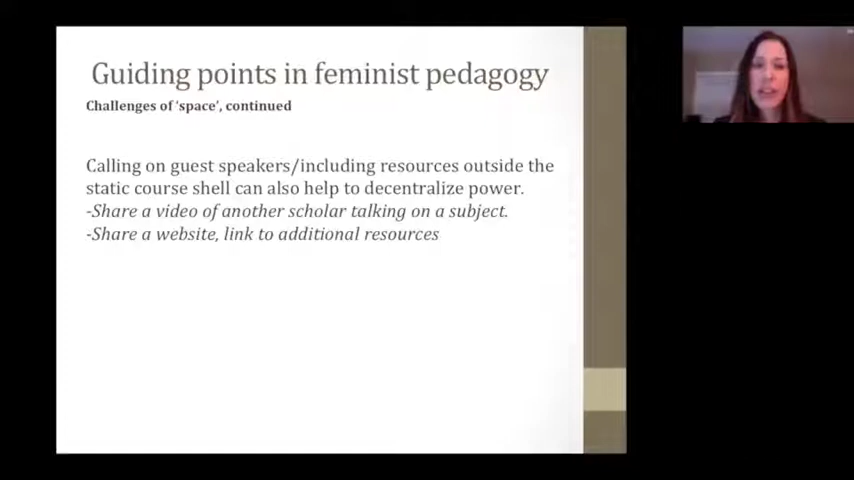 Guiding points in feminist pedagogy
Challenges of 'space', continued
Calling on guest speakers/including resources outside the
static course shell can also help to decentralize power.
-Share a video of another scholar talking on a subject.
-Share a website, link to additional resources